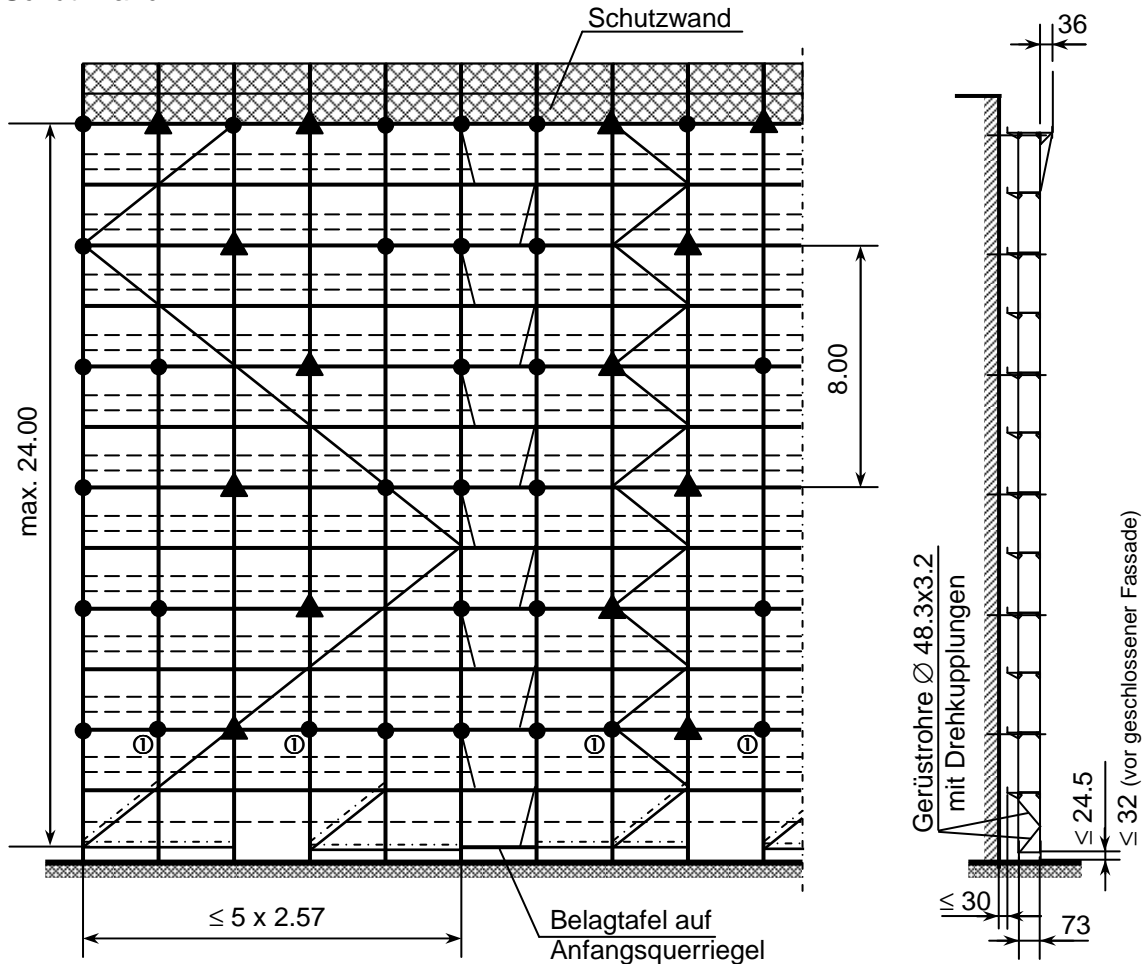 Schutzwand
36
max. 24.00
8.00
①
①
①
①
Gerüstrohre ∅ 48.3x3.2
mit Drehkupplungen
≤ 24.5
≤ 32 (vor geschlossener Fassade)
≤ 5 x 2.57
Belagtafel auf
Anfangsquerriegel
≤ 30
73